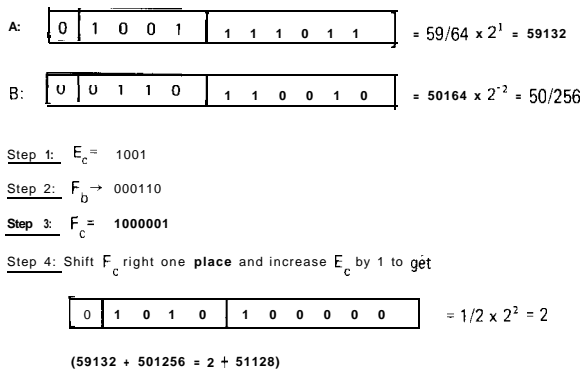 A: 0 1 0 0 1 1 1 1 0 1 1 = 59/64 x 2^1 = 59132
B: 0 0 1 1 0 1 1 0 0 1 0 = 50164 x 2^-2 = 50/256
Step 1: E_c = 1001
Step 2: F_b → 000110
Step 3: F_c = 1000001
Step 4: Shift F_c right one place and increase E_c by 1 to get
0 1 0 1 0 1 0 0 0 0 0 = 1/2 x 2^2 = 2
(59132 + 501256 = 2 + 51128)